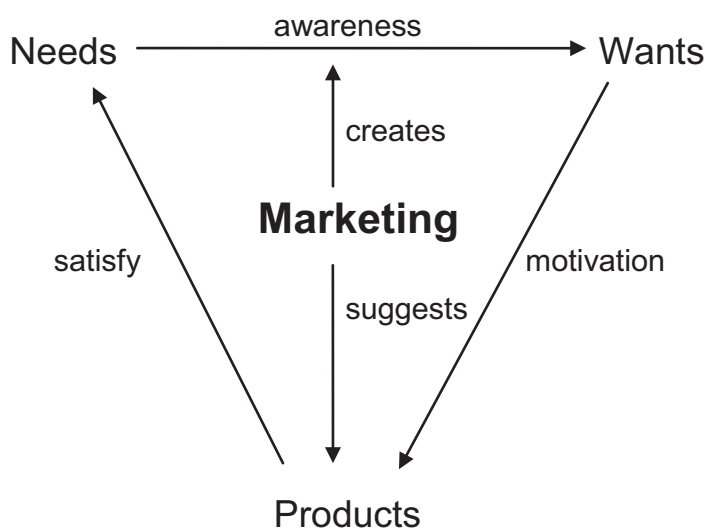 awareness
Needs
Wants
creates
Marketing
satisfy
motivation
suggests
Products